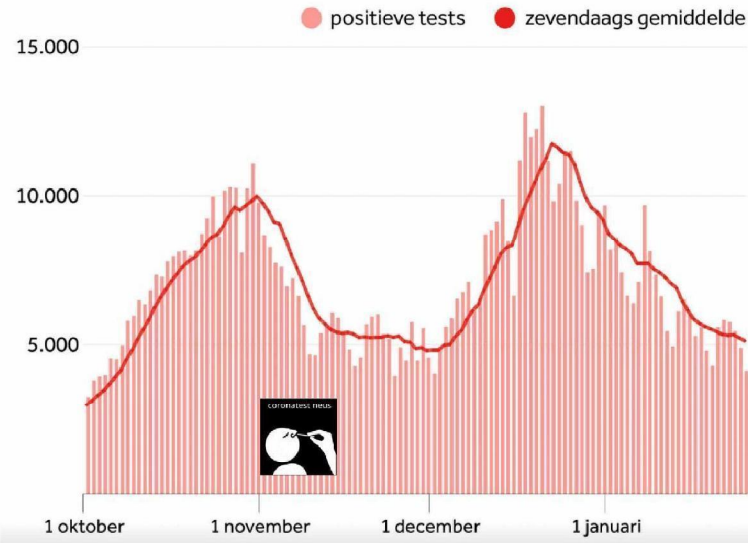 positieve tests zevendaags gemiddelde
15.000
10.000
5.000
coronatest neus
1 oktober 1 november 1 december 1 januari